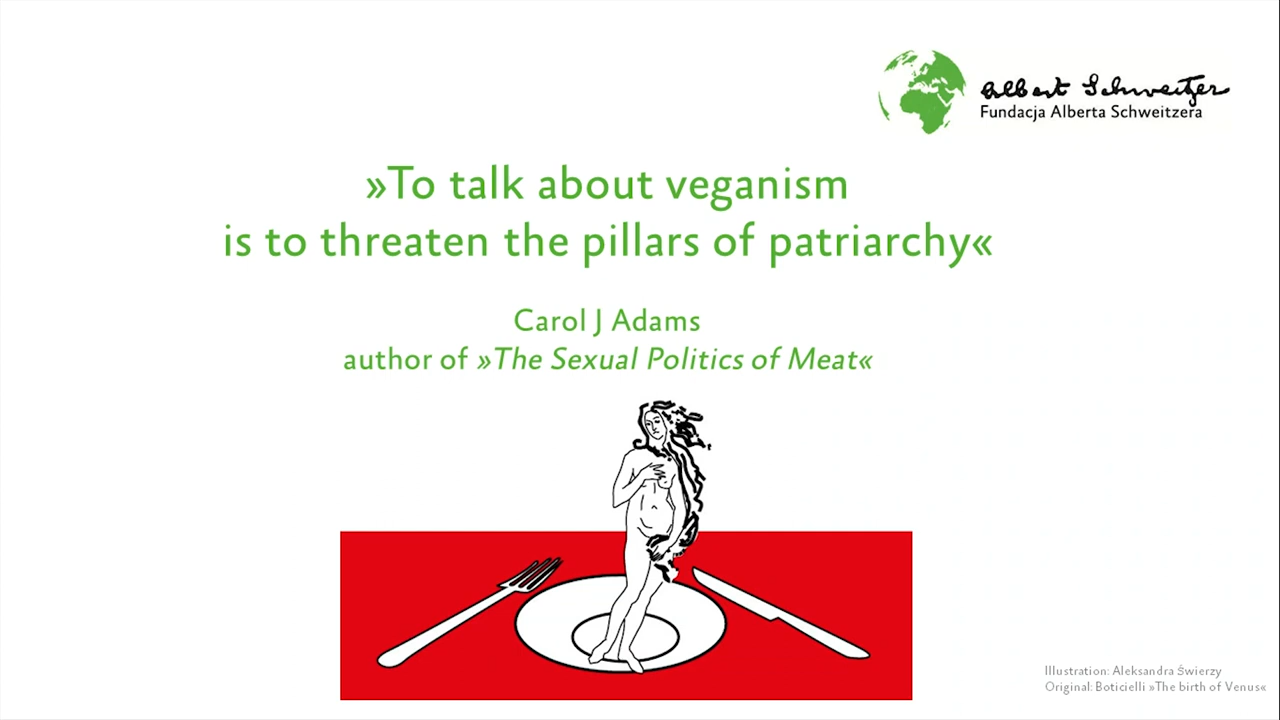 Albert Schweitzer
Fundacja Alberta Schweitzera
»To talk about veganism
is to threaten the pillars of patriarchy«
Carol J Adams
author of »The Sexual Politics of Meat«
Illustration: Aleksandra Świerzy
Original: Boticielli »The birth of Venus«